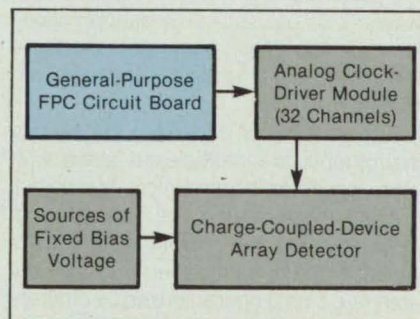 General-Purpose
FPC Circuit Board
Analog Clock-
Driver Module
(32 Channels)
Sources of
Fixed Bias
Voltage
Charge-Coupled-Device
Array Detector